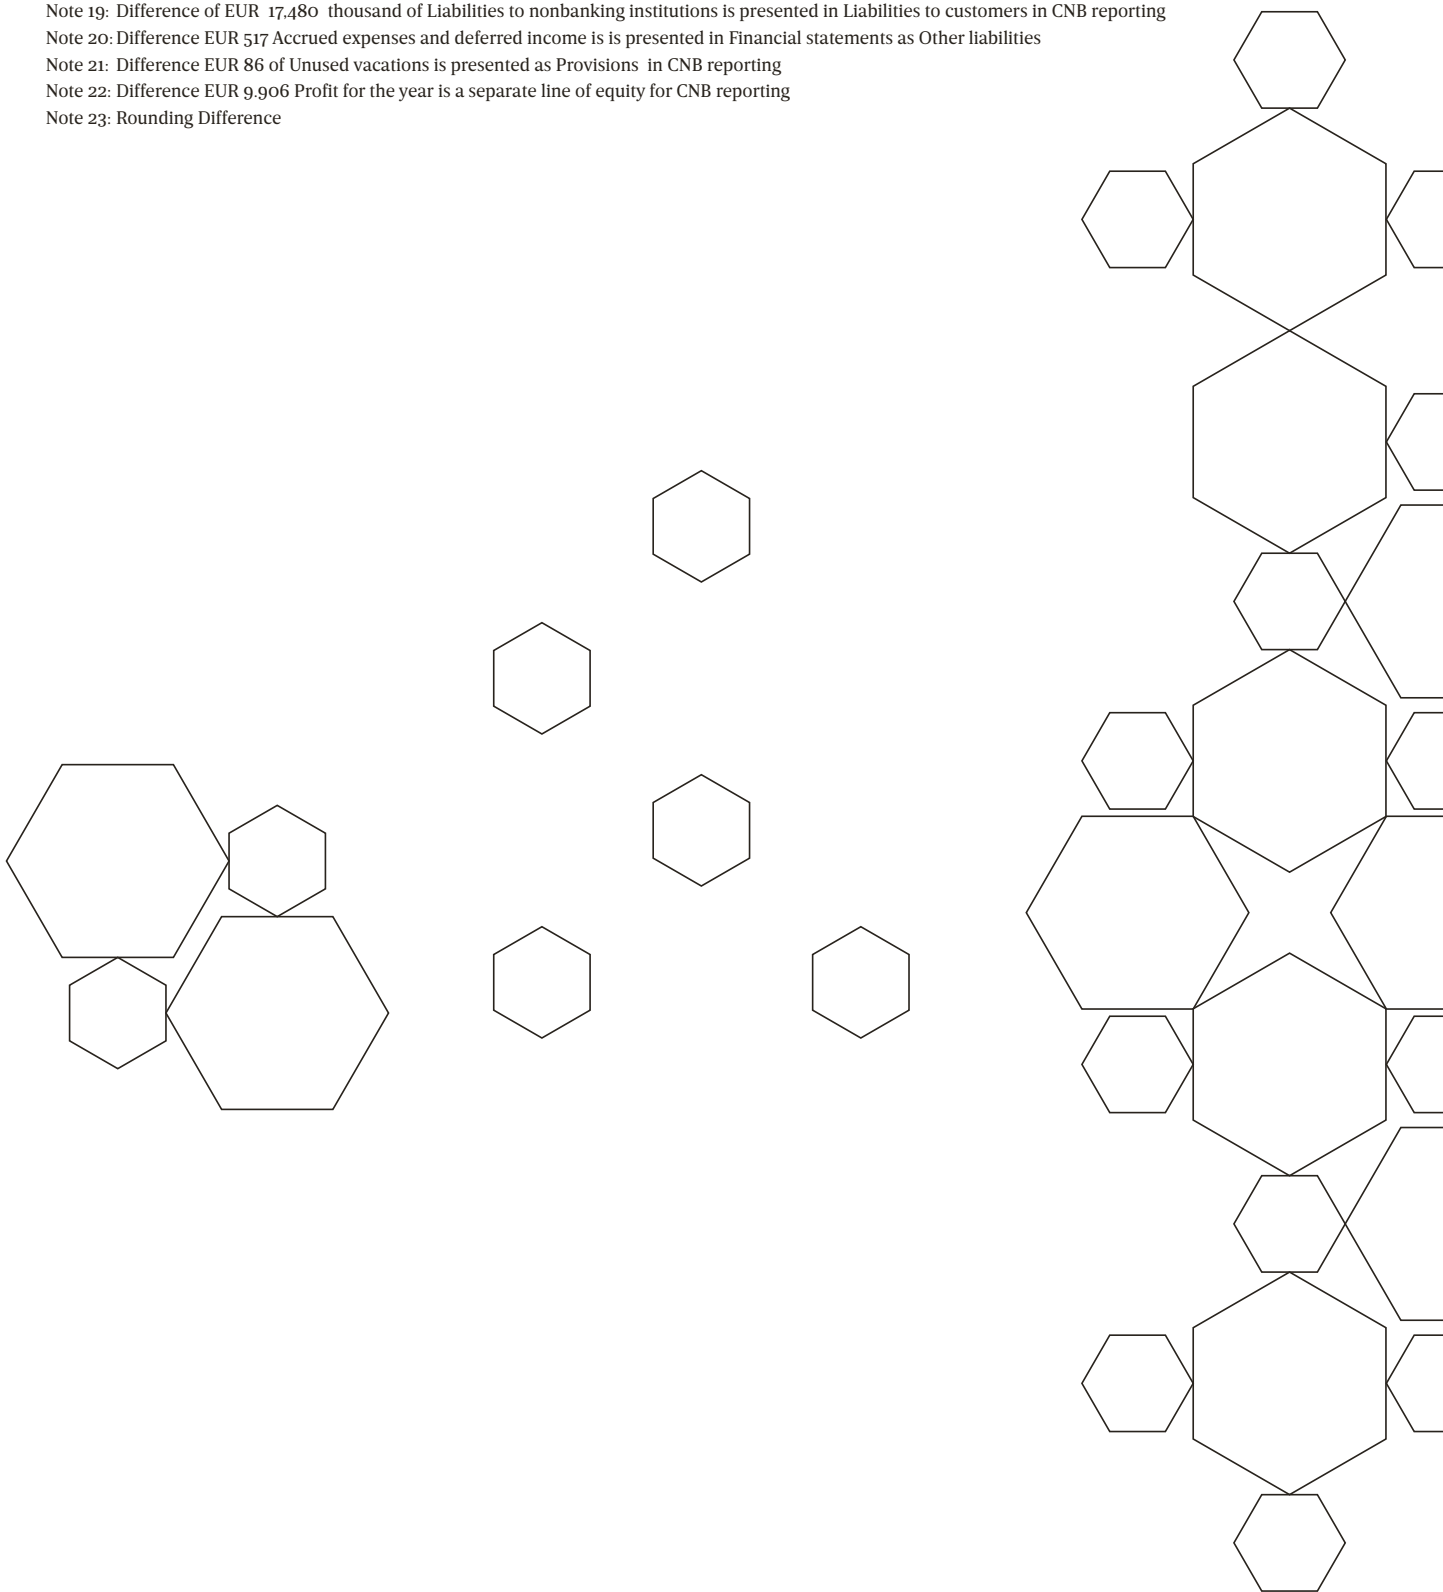 Note 19: Difference of EUR 17,480 thousand of Liabilities to nonbanking institutions is presented in Liabilities to customers in CNB reporting
Note 20: Difference EUR 517 Accrued expenses and deferred income is is presented in Financial statements as Other liabilities
Note 21: Difference EUR 86 of Unused vacations is presented as Provisions in CNB reporting
Note 22: Difference EUR 9.906 Profit for the year is a separate line of equity for CNB reporting
Note 23: Rounding Difference